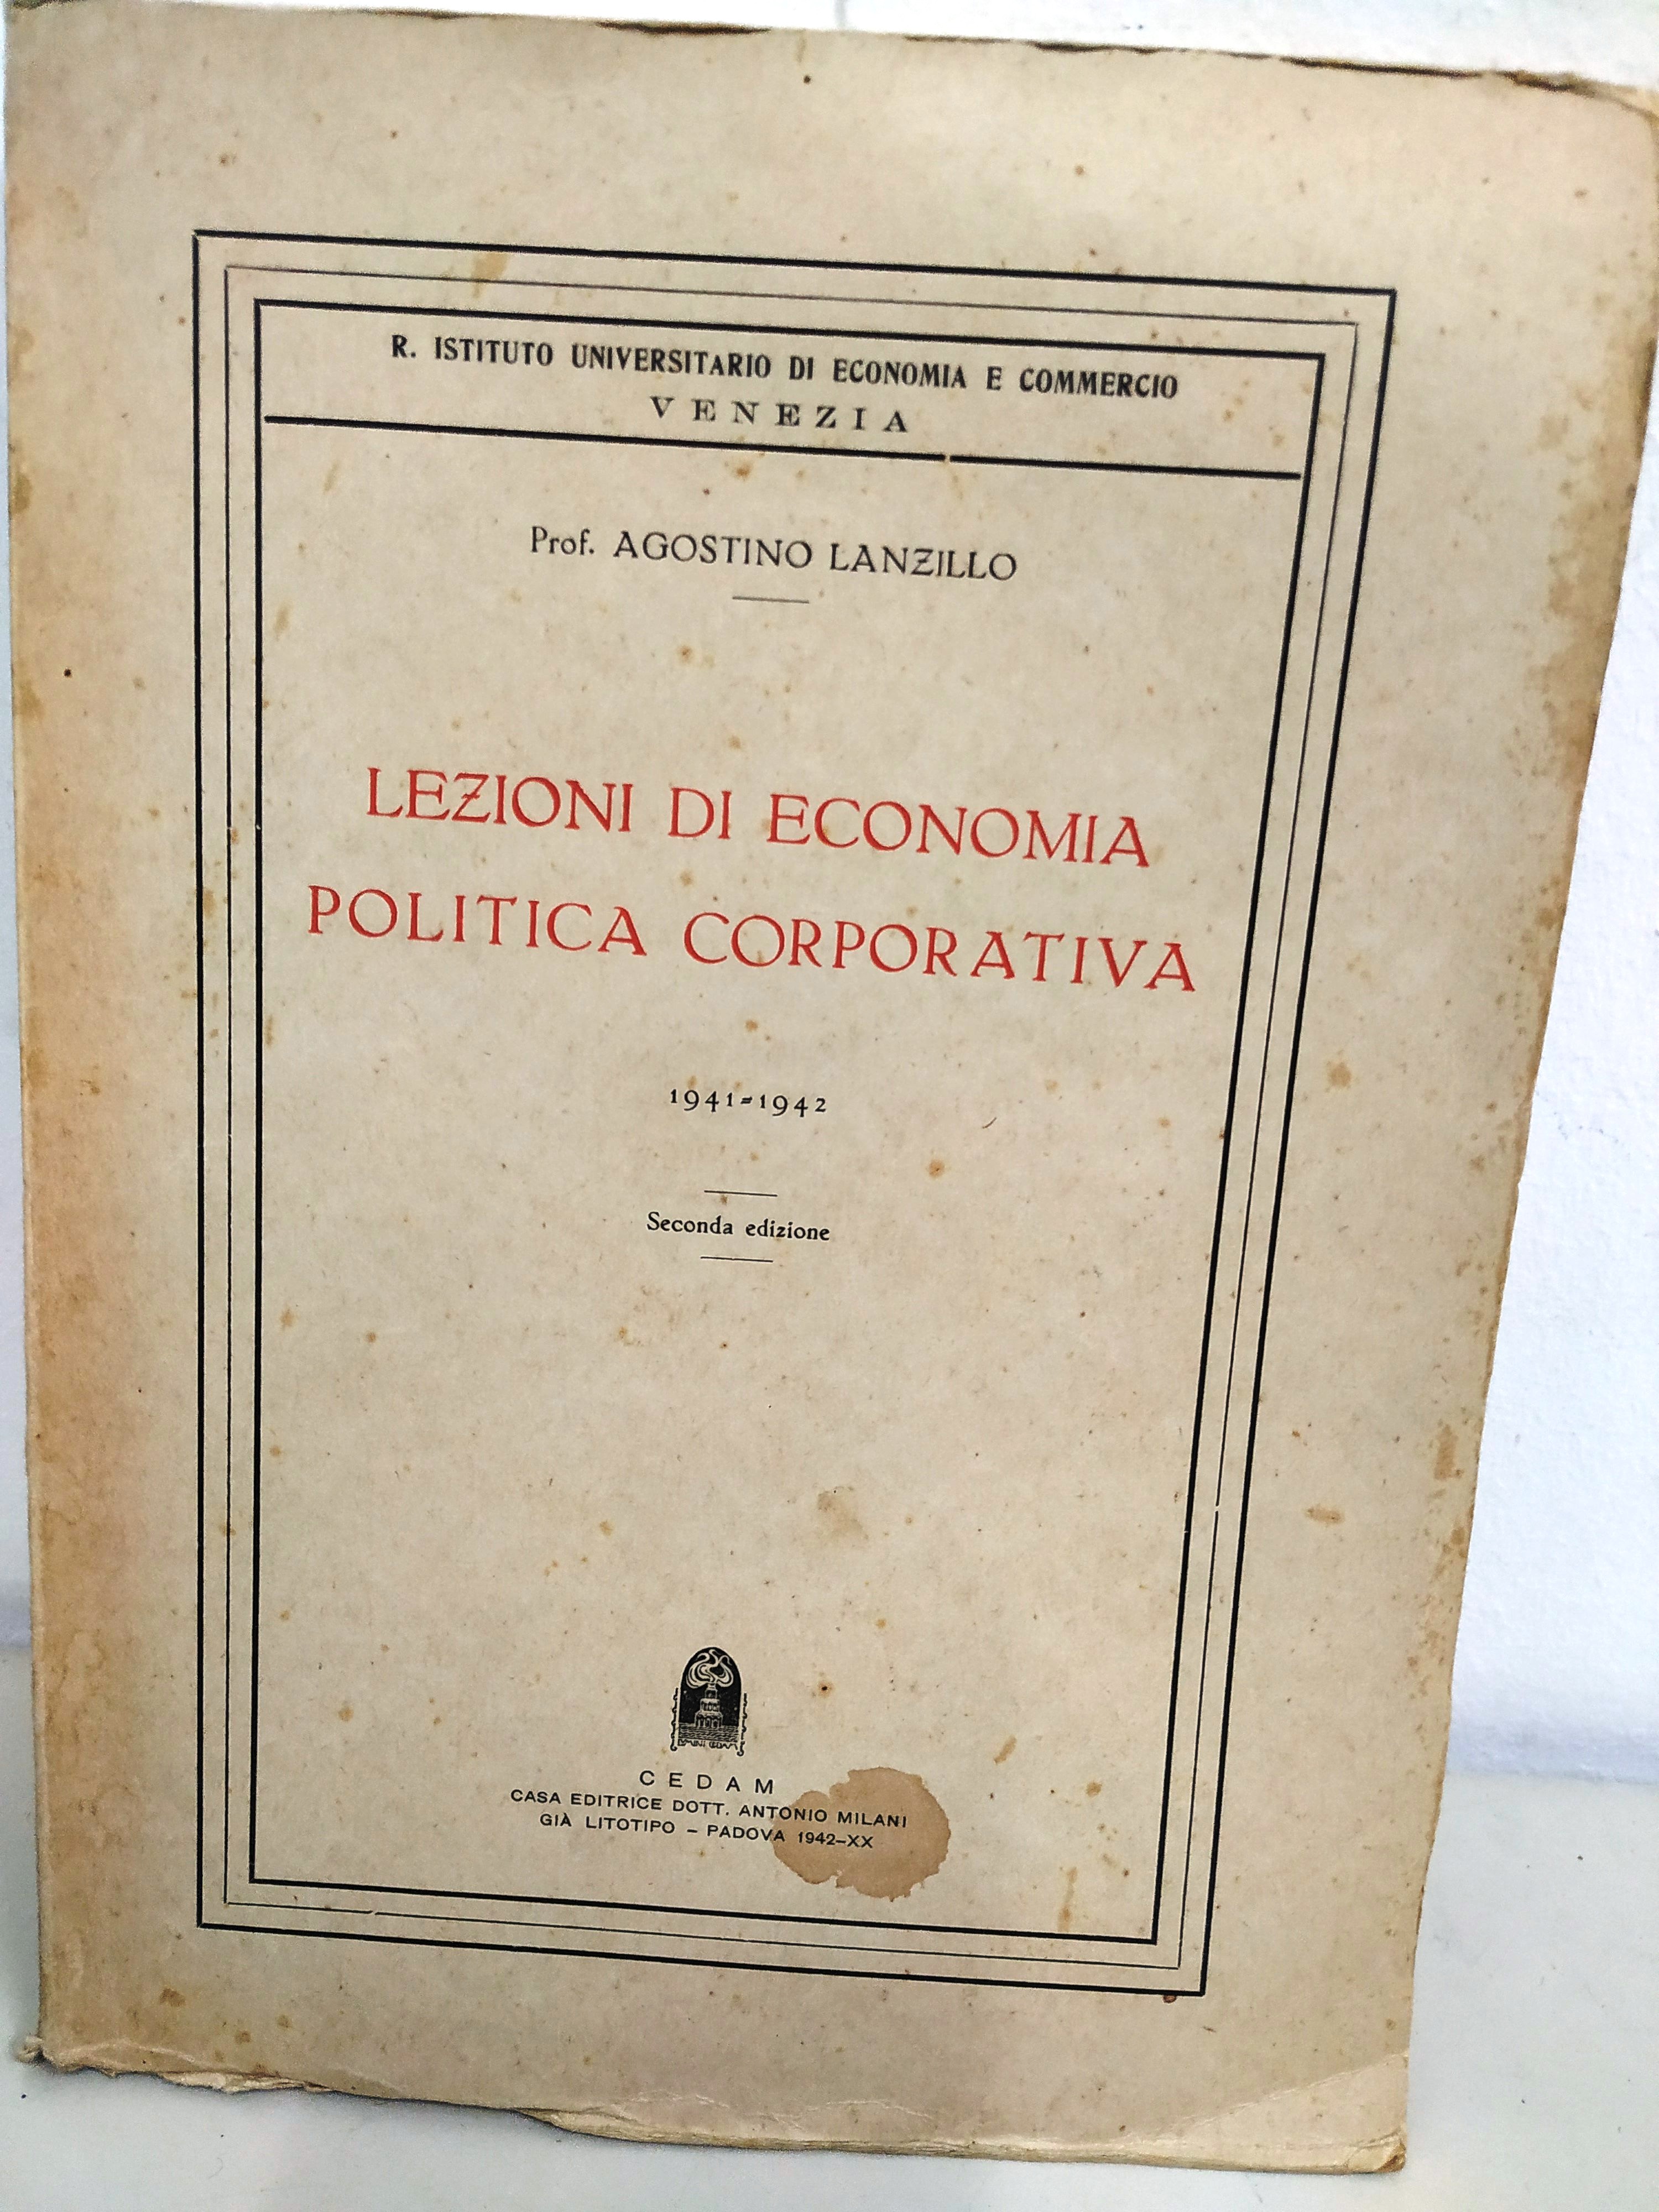 R. ISTITUTO UNIVERSITARIO DI ECONOMIA E COMMERCIO
VENEZIA
Prof. AGOSTINO LANZILLO
LEZIONI DI ECONOMIA
POLITICA CORPORATIVA
1941-1942
Seconda edizione
CEDAM
CASA EDITRICE DOTT. ANTONIO MILANI
GIÀ LITOTIPO – PADOVA 1942–XX